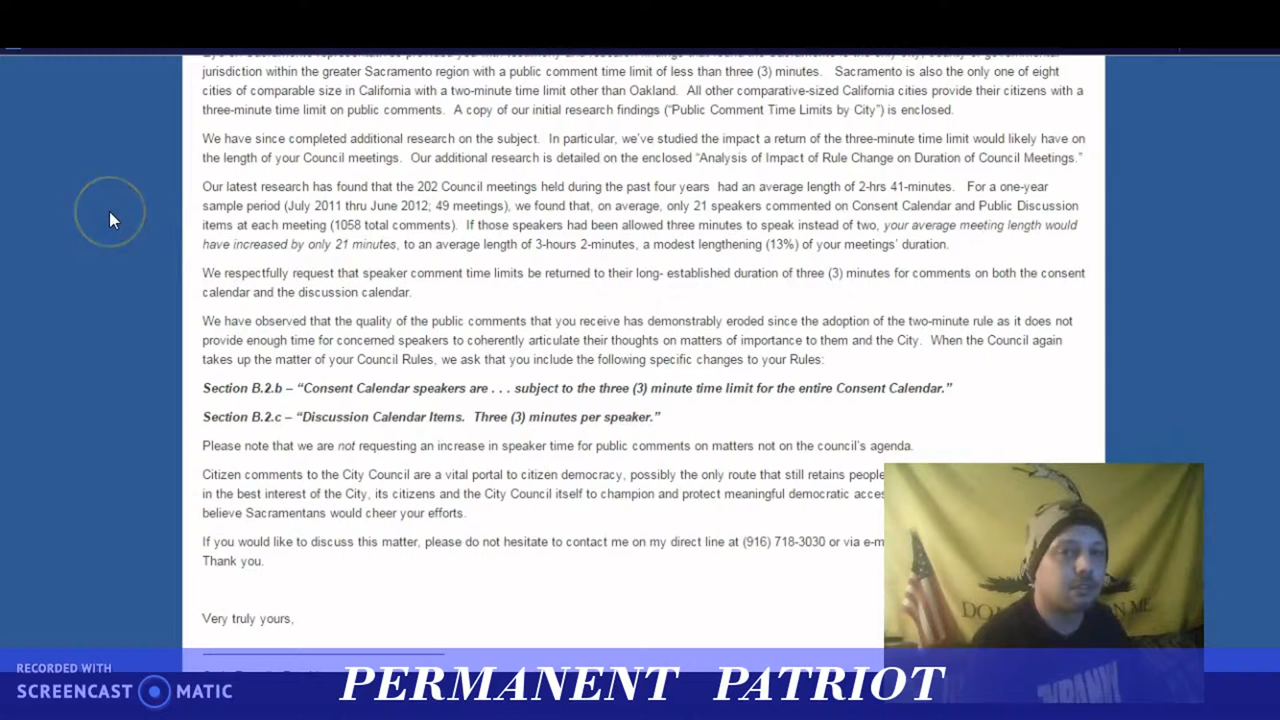 jurisdiction within the greater Sacramento region with a public comment time limit of less than three (3) minutes. Sacramento is also the only one of eight
cities of comparable size in California with a two-minute time limit other than Oakland. All other comparative-sized California cities provide their citizens with a
three-minute time limit on public comments. A copy of our initial research findings ("Public Comment Time Limits by City") is enclosed.
We have since completed additional research on the subject. In particular, we've studied the impact a return of the three-minute time limit would likely have on
the length of your Council meetings. Our additional research is detailed on the enclosed "Analysis of Impact of Rule Change on Duration of Council Meetings."
Our latest research has found that the 202 Council meetings held during the past four years had an average length of 2-hrs 41-minutes. For a one-year
sample period (July 2011 thru June 2012; 49 meetings), we found that, on average, only 21 speakers commented on Consent Calendar and Public Discussion
items at each meeting (1058 total comments). If those speakers had been allowed three minutes to speak instead of two, your average meeting length would
have increased by only 21 minutes, to an average length of 3-hours 2-minutes, a modest lengthening (13%) of your meetings' duration.
We respectfully request that speaker comment time limits be returned to their long- established duration of three (3) minutes for comments on both the consent
calendar and the discussion calendar.
We have observed that the quality of the public comments that you receive has demonstrably eroded since the adoption of the two-minute rule as it does not
provide enough time for concerned speakers to coherently articulate their thoughts on matters of importance to them and the City. When the Council again
takes up the matter of your Council Rules, we ask that you include the following specific changes to your Rules:
Section B.2.b – "Consent Calendar speakers are . . . subject to the three (3) minute time limit for the entire Consent Calendar."
Section B.2.c – "Discussion Calendar Items. Three (3) minutes per speaker."
Please note that we are not requesting an increase in speaker time for public comments on matters not on the council's agenda.
Citizen comments to the City Council are a vital portal to citizen democracy, possibly the only route that still retains people
in the best interest of the City, its citizens and the City Council itself to champion and protect meaningful democratic acces
believe Sacramentans would cheer your efforts.
If you would like to discuss this matter, please do not hesitate to contact me on my direct line at (916) 718-3030 or via e-m
Thank you.
Very truly yours,
DON ON ME
TYRANNY
RECORDED WITH
SCREENCAST MATIC
PERMANENT PATRIOT